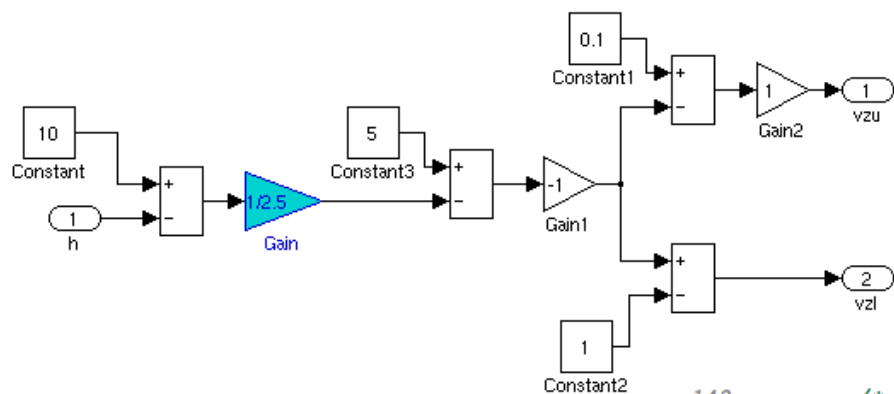 0.1
Constant1
+
−
1
Gain2
1
vzu
10
Constant
5
Constant3
+
−
1
h
1/2.5
Gain
+
−
-1
Gain1
+
−
2
vzl
1
Constant2